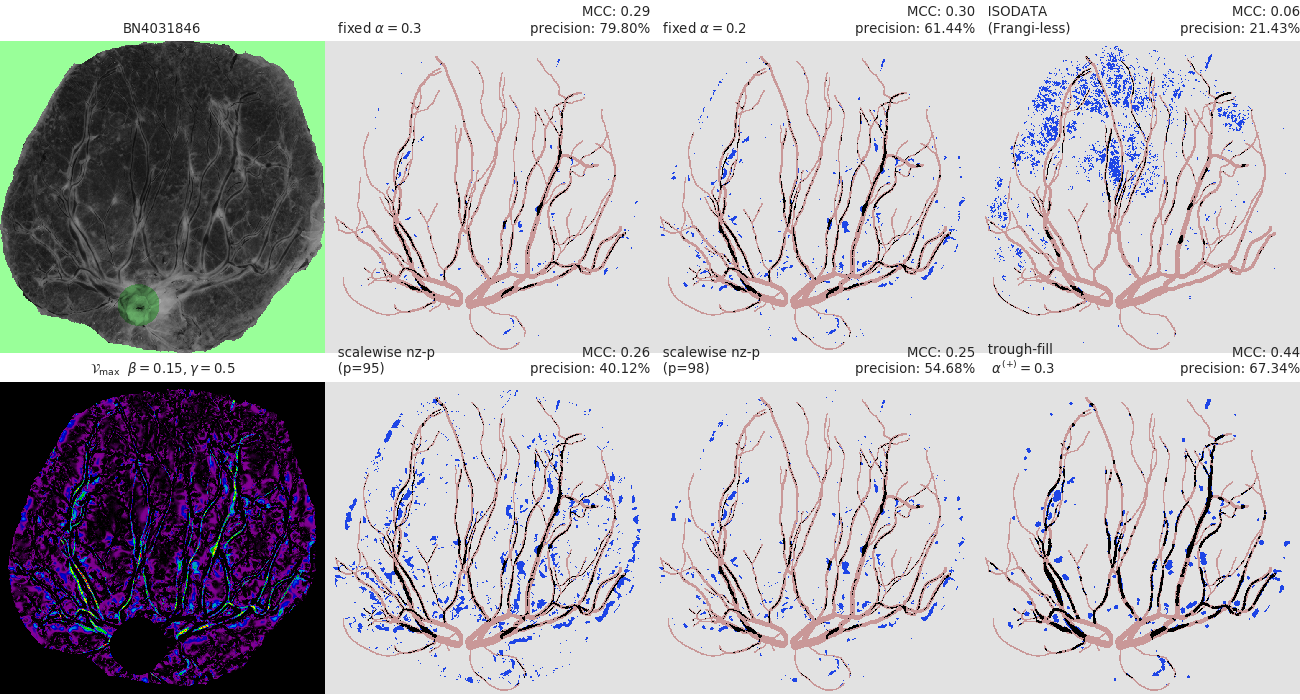 BN4031846
fixed α = 0.3
MCC: 0.29
precision: 79.80%
fixed α = 0.2
MCC: 0.30
precision: 61.44%
ISODATA
(Frangi-less)
MCC: 0.06
precision: 21.43%
𝒱max β = 0.15, γ = 0.5
scalewise nz-p
(p=95)
MCC: 0.26
precision: 40.12%
scalewise nz-p
(p=98)
MCC: 0.25
precision: 54.68%
trough-fill
α(+) = 0.3
MCC: 0.44
precision: 67.34%